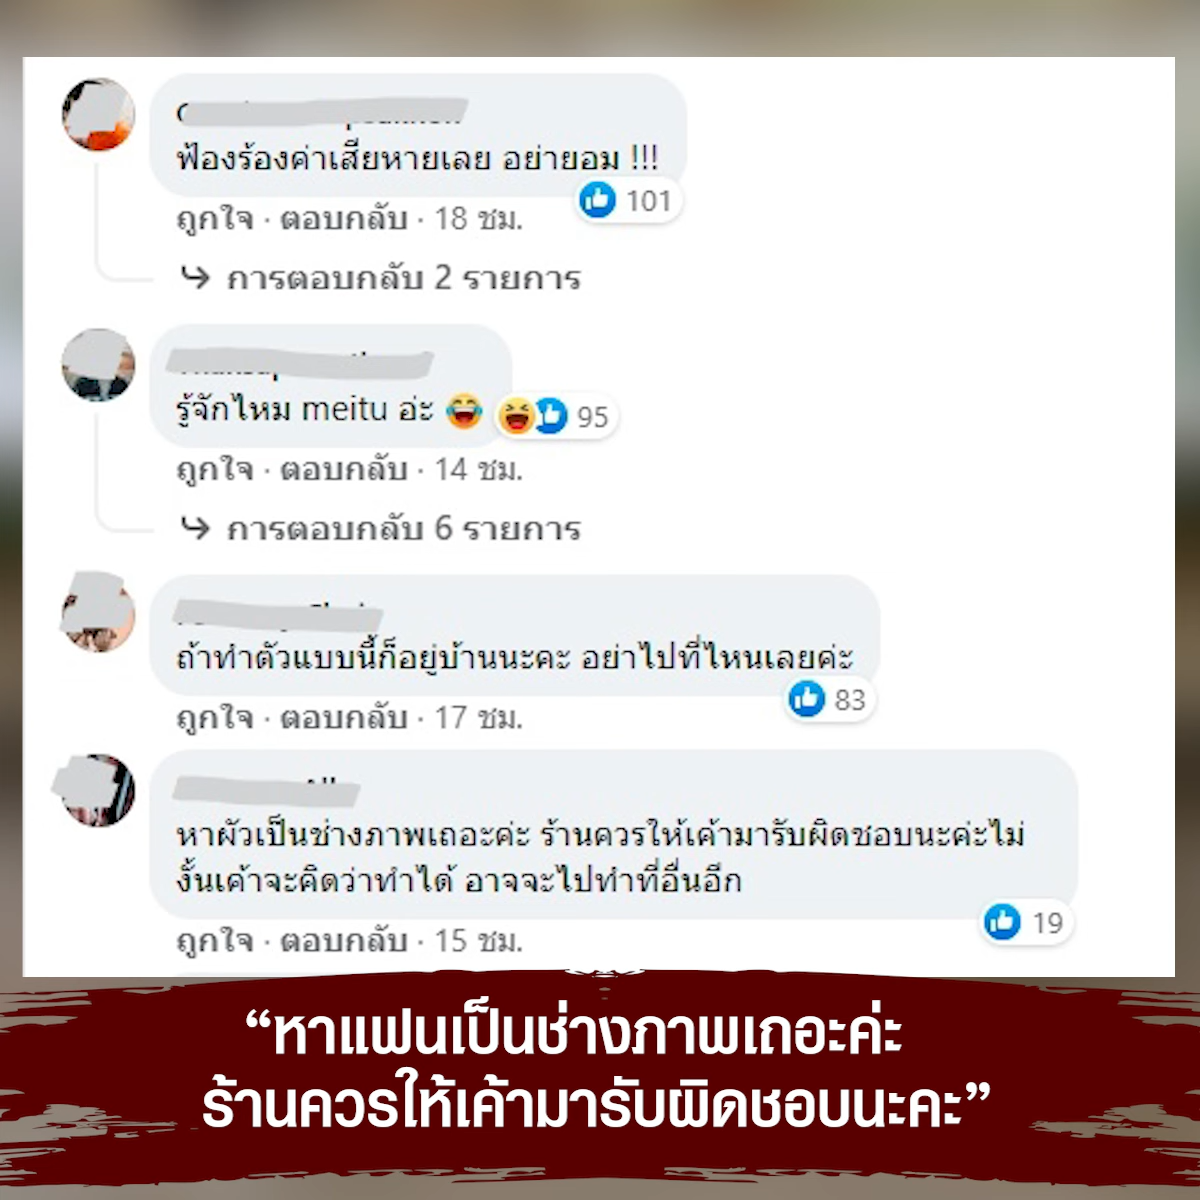 ฟ้องร้องค่าเสียหายเลย อย่ายอม !!!
101
ถูกใจ · ตอบกลับ · 18 ชม.
การตอบกลับ 2 รายการ
รู้จักไหม meitu อ่ะ 😂
95
ถูกใจ · ตอบกลับ · 14 ชม.
การตอบกลับ 6 รายการ
ถ้าทำตัวแบบนี้ก็อยู่บ้านนะคะ อย่าไปที่ไหนเลยค่ะ
83
ถูกใจ · ตอบกลับ · 17 ชม.
หาผัวเป็นช่างภาพเถอะค่ะ ร้านควรให้เค้ามารับผิดชอบนะค่ะไม่
งั้นเค้าจะคิดว่าทำได้ อาจจะไปทำที่อื่นอีก
19
ถูกใจ · ตอบกลับ · 15 ชม.
“หาแฟนเป็นช่างภาพเถอะค่ะ
ร้านควรให้เค้ามารับผิดชอบนะคะ”